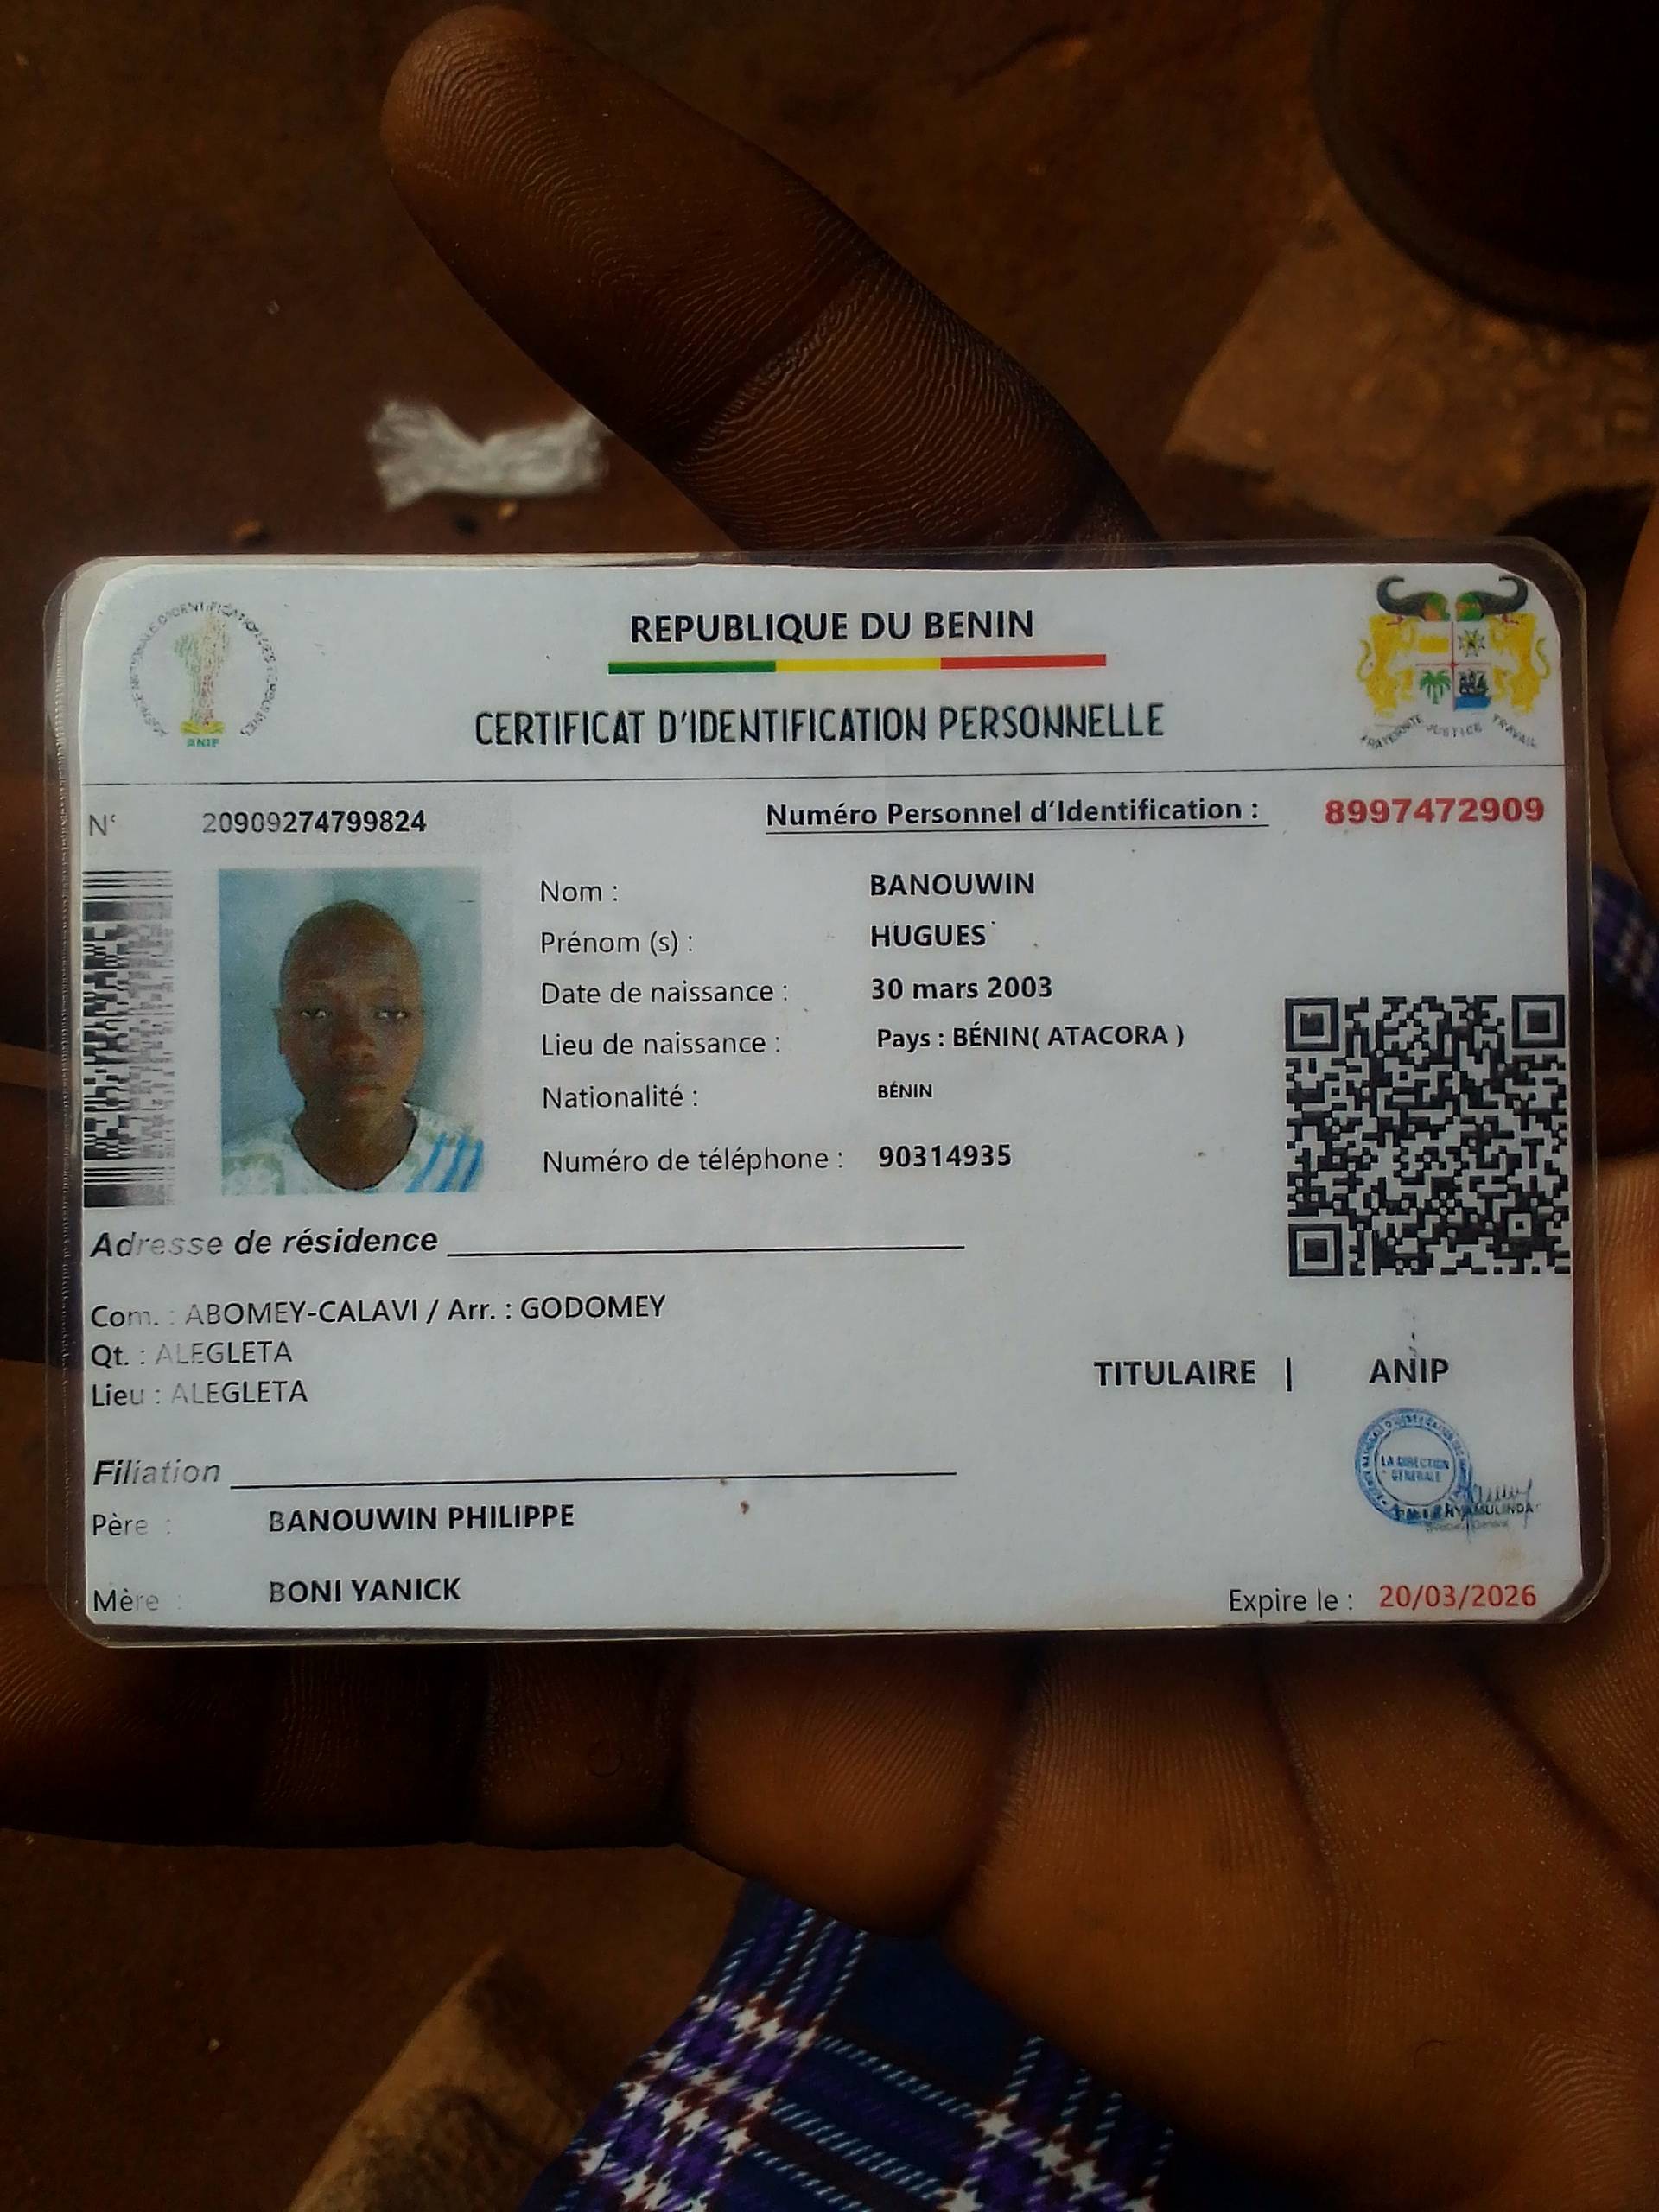 REPUBLIQUE DU BENIN
CERTIFICAT D'IDENTIFICATION PERSONNELLE
ANIP
FRATERNITE JUSTICE TRAVAIL
N° 20909274799824
Numéro Personnel d'Identification : 8997472909
Nom : BANOUWIN
Prénom (s) : HUGUES
Date de naissance : 30 mars 2003
Lieu de naissance : Pays : BÉNIN( ATACORA )
Nationalité : BÉNIN
Numéro de téléphone : 90314935
Adresse de résidence
Com. : ABOMEY-CALAVI / Arr. : GODOMEY
Qt. : ALEGLETA
Lieu : ALEGLETA
TITULAIRE | ANIP
LA DIRECTION
GENERALE
Filiation
Père : BANOUWIN PHILIPPE
Mère : BONI YANICK
Expire le : 20/03/2026